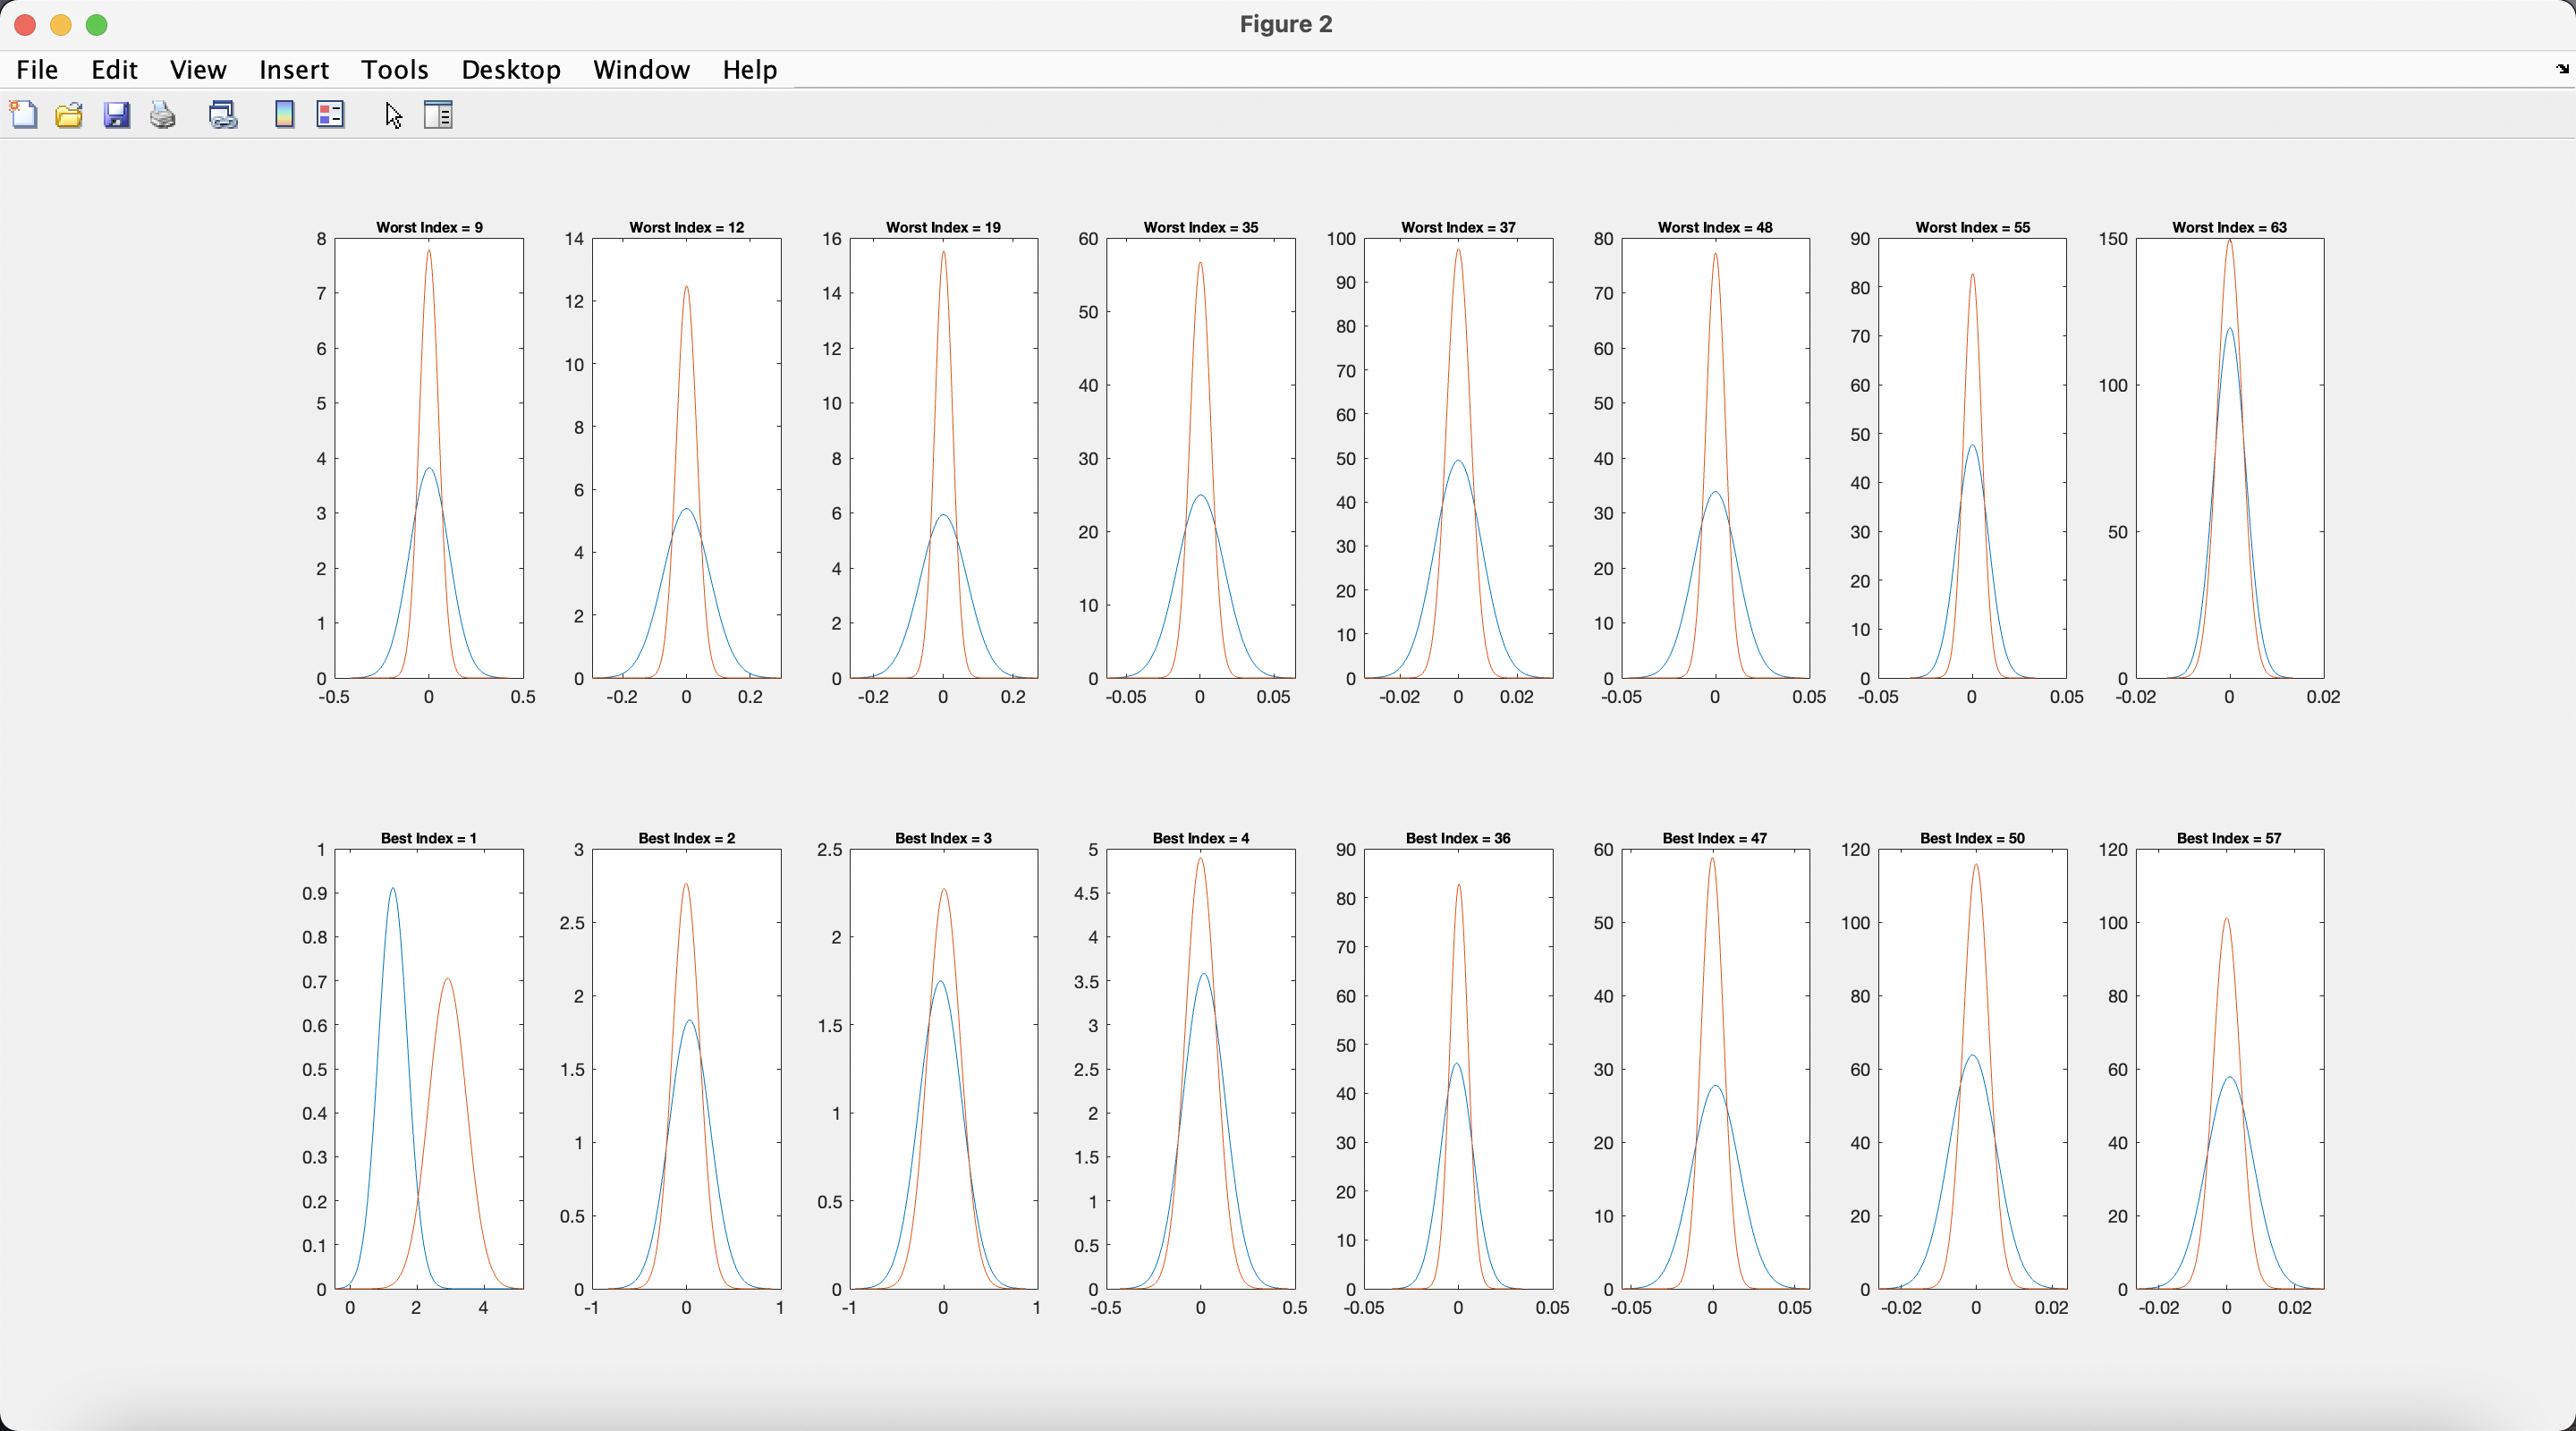 Figure 2
File Edit View Insert Tools Desktop Window Help
Worst Index = 9 Worst Index = 12 Worst Index = 19 Worst Index = 35 Worst Index = 37 Worst Index = 48 Worst Index = 55 Worst Index = 63
8 7 6 5 4 3 2 1 0
-0.5 0 0.5
14 12 10 8 6 4 2 0
-0.2 0 0.2
16 14 12 10 8 6 4 2 0
-0.2 0 0.2
60 50 40 30 20 10 0
-0.05 0 0.05
100 90 80 70 60 50 40 30 20 10 0
-0.02 0 0.02
80 70 60 50 40 30 20 10 0
-0.05 0 0.05
90 80 70 60 50 40 30 20 10 0
-0.05 0 0.05
150 100 50 0
-0.02 0 0.02
Best Index = 1 Best Index = 2 Best Index = 3 Best Index = 4 Best Index = 36 Best Index = 47 Best Index = 50 Best Index = 57
1 0.9 0.8 0.7 0.6 0.5 0.4 0.3 0.2 0.1 0
0 2 4
3 2.5 2 1.5 1 0.5 0
-1 0 1
2.5 2 1.5 1 0.5 0
-1 0 1
5 4.5 4 3.5 3 2.5 2 1.5 1 0.5 0
-0.5 0 0.5
90 80 70 60 50 40 30 20 10 0
-0.05 0 0.05
60 50 40 30 20 10 0
-0.05 0 0.05
120 100 80 60 40 20 0
-0.02 0 0.02
120 100 80 60 40 20 0
-0.02 0 0.02